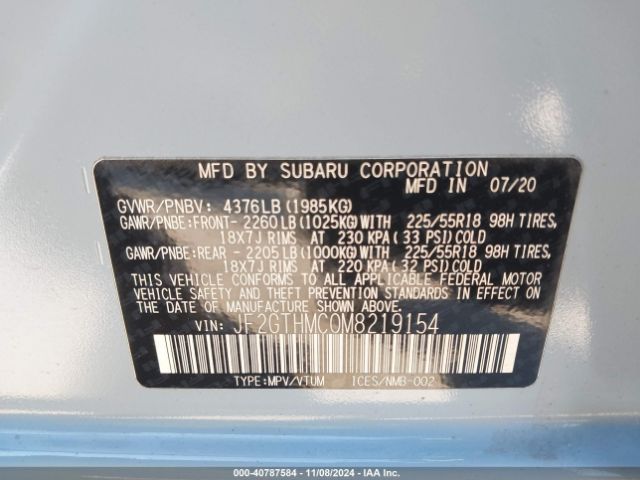 MFD BY SUBARU CORPORATION
MFD IN 07/20
GVWR/PNBV: 4376LB(1985KG)
GAWR/PNBE:FRONT- 2260LB(1025KG)WITH 225/55R18 98H TIRES,
18X7J RIMS AT 230 KPA(33 PSI)COLD
GAWR/PNBE:REAR - 2205LB(1000KG)WITH 225/55R18 98H TIRES,
18X7J RIMS AT 220 KPA(32 PSI)COLD
THIS VEHICLE CONFORMS TO ALL APPLICABLE FEDERAL MOTOR
VEHICLE SAFETY AND THEFT PREVENTION STANDARDS IN EFFECT ON
THE DATE OF MANUFACTURE SHOWN ABOVE.
VIN: JF2GTHMC0M8219154
TYPE:MPV/VTUM ICES/NMB-002
000-40787584 - 11/08/2024 - IAAI.COM